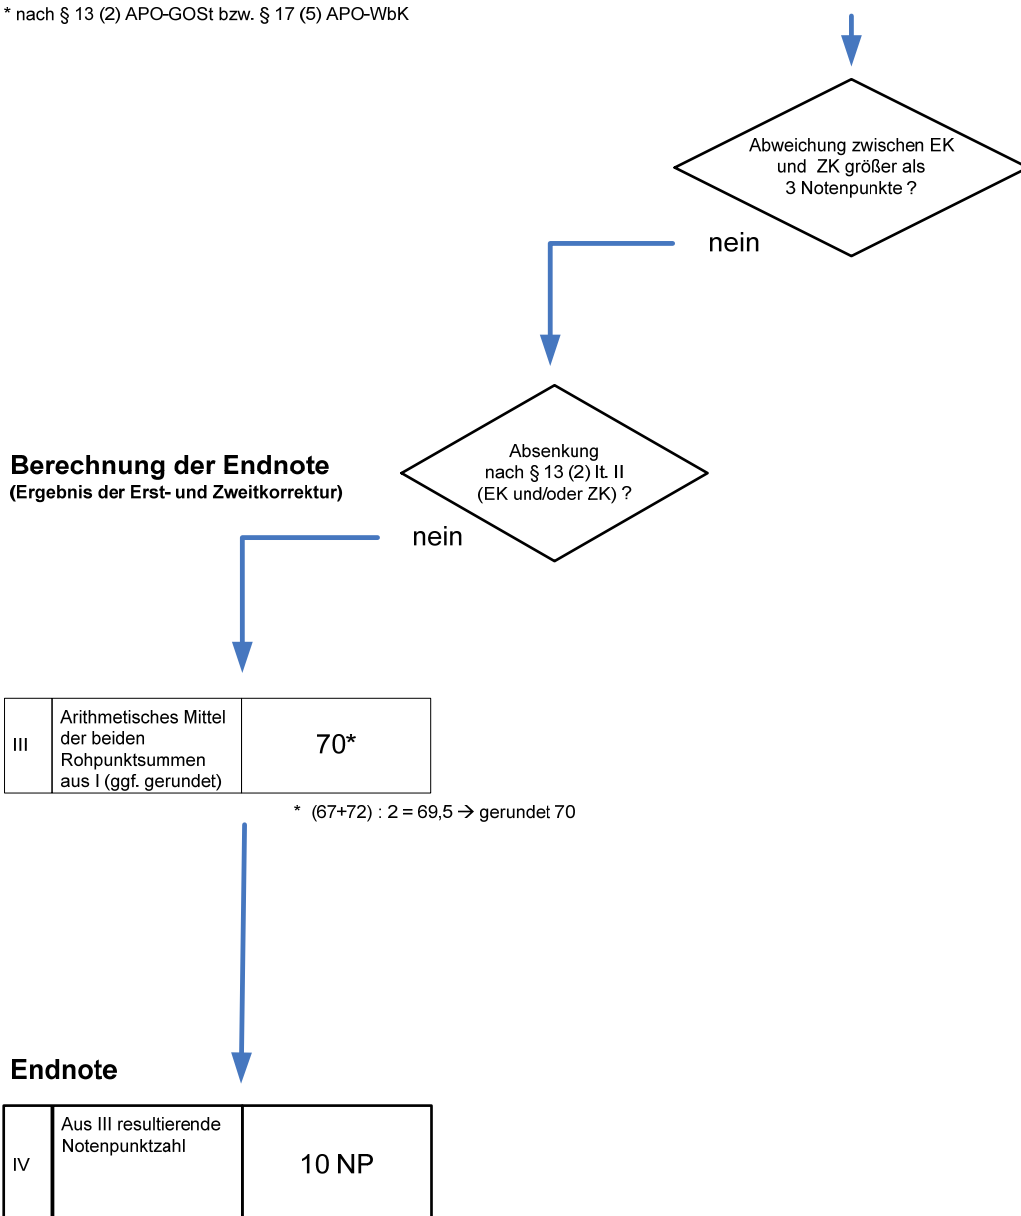 * nach § 13 (2) APO-GOSt bzw. § 17 (5) APO-WbK
Abweichung zwischen EK
und ZK größer als
3 Notenpunkte ?
nein
Absenkung
nach § 13 (2) lt. II
(EK und/oder ZK) ?
Berechnung der Endnote
(Ergebnis der Erst- und Zweitkorrektur)
nein
III
Arithmetisches Mittel
der beiden
Rohpunktsummen
aus I (ggf. gerundet)
70*
* (67+72) : 2 = 69,5 → gerundet 70
Endnote
IV
Aus III resultierende
Notenpunktzahl
10 NP